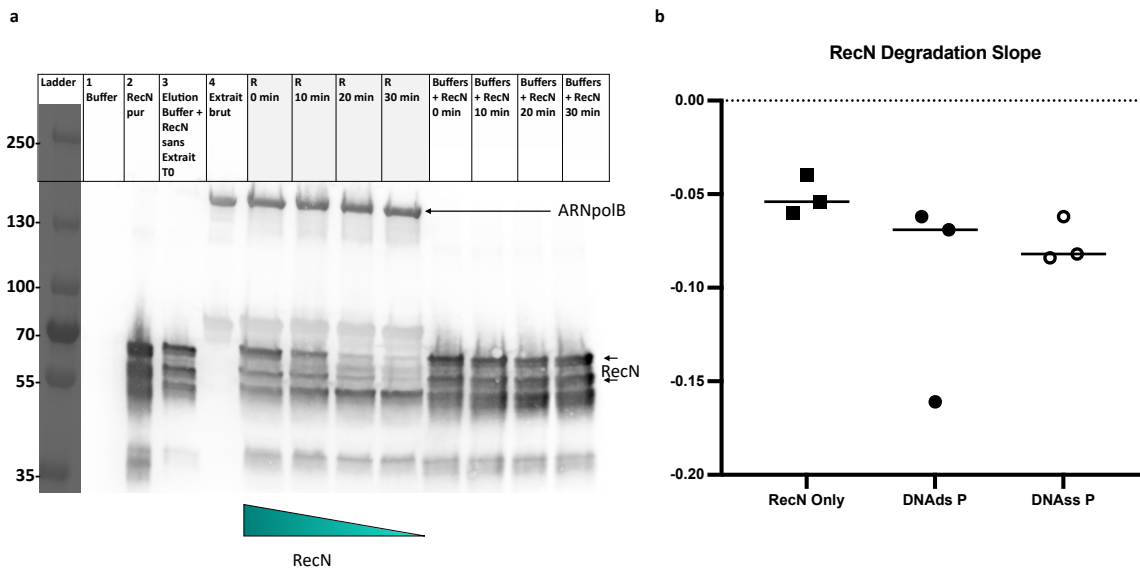 a
b
RecN Degradation Slope
Ladder
1
Buffer
2
RecN
pur
3
Elution
Buffer +
RecN
sans
Extrait
T0
4
Extrait
brut
R
0 min
R
10 min
R
20 min
R
30 min
Buffers
+ RecN
0 min
Buffers
+ RecN
10 min
Buffers
+ RecN
20 min
Buffers
+ RecN
30 min
250-
130-
100-
70-
55-
35-
ARNpolB
RecN
RecN
0.00
-0.05
-0.10
-0.15
-0.20
RecN Only
DNAds P
DNAss P